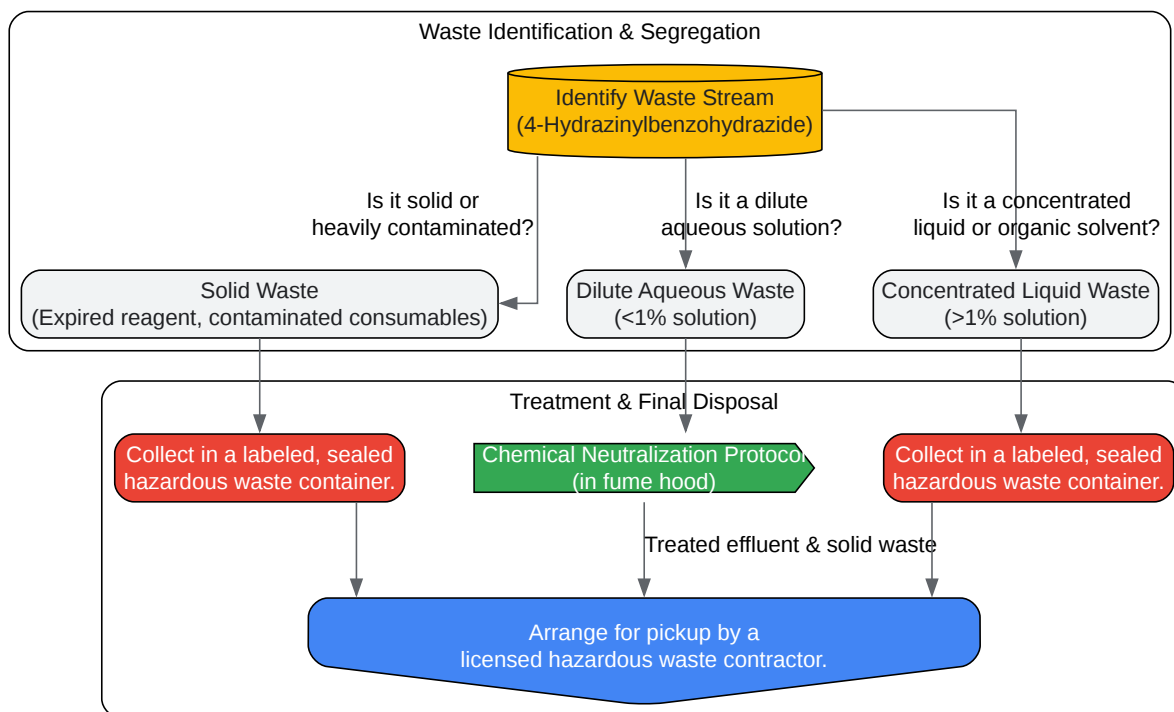 Waste Identification & Segregation
Identify Waste Stream
(4-Hydrazinylbenzohydrazide)
Is it solid or
heavily contaminated?
Is it a dilute
aqueous solution?
Is it a concentrated
liquid or organic solvent?
Solid Waste
(Expired reagent, contaminated consumables)
Dilute Aqueous Waste
(<1% solution)
Concentrated Liquid Waste
(>1% solution)
Treatment & Final Disposal
Collect in a labeled, sealed
hazardous waste container.
Chemical Neutralization Protocol
(in fume hood)
Collect in a labeled, sealed
hazardous waste container.
Treated effluent & solid waste
Arrange for pickup by a
licensed hazardous waste contractor.